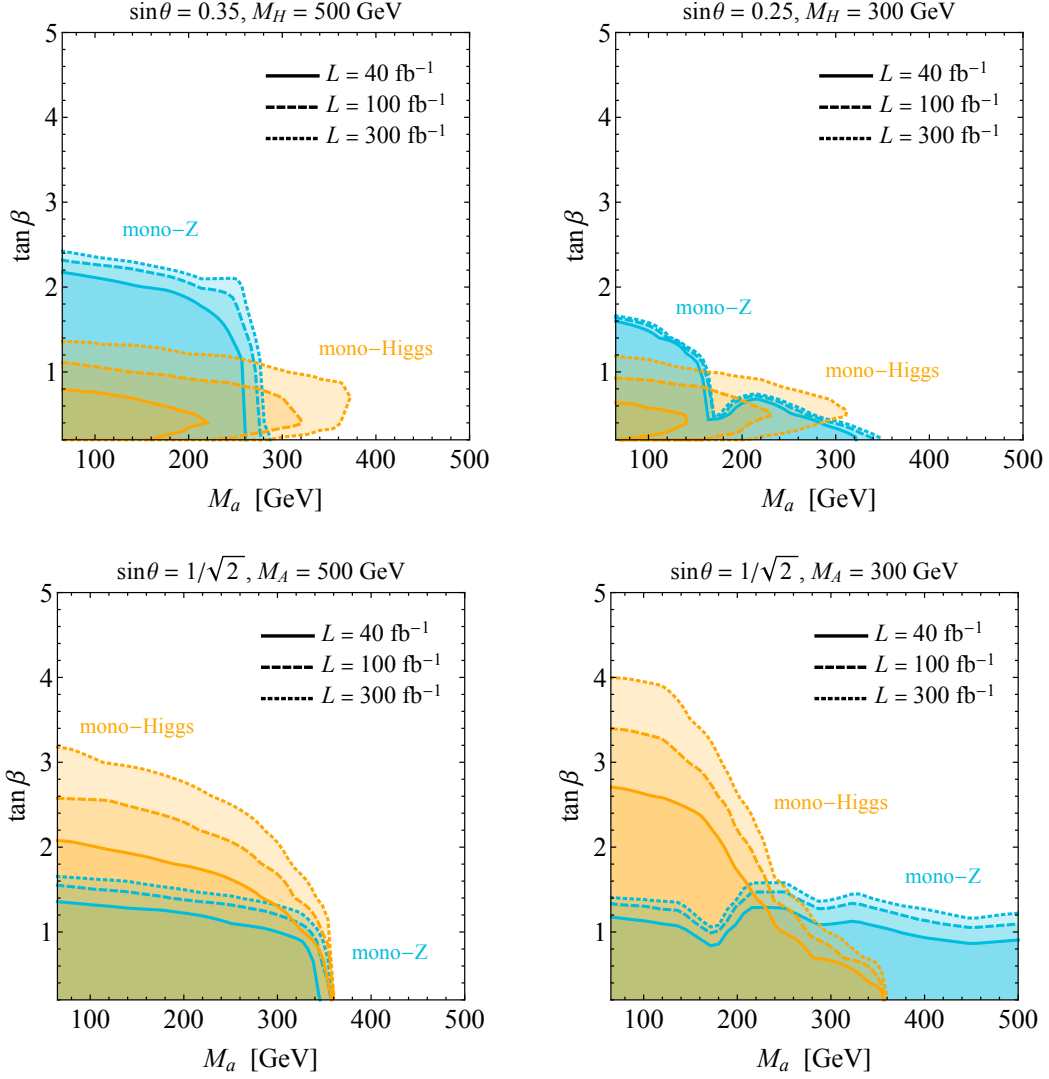 sinθ = 0.35, M_H = 500 GeV
5
4
3
2
1
tan β
L = 40 fb⁻¹
L = 100 fb⁻¹
L = 300 fb⁻¹
mono−Z
mono−Higgs
100 200 300 400 500
M_a [GeV]
sinθ = 0.25, M_H = 300 GeV
5
4
3
2
1
tan β
L = 40 fb⁻¹
L = 100 fb⁻¹
L = 300 fb⁻¹
mono−Z
mono−Higgs
100 200 300 400 500
M_a [GeV]
sinθ = 1/√2 , M_A = 500 GeV
5
4
3
2
1
tan β
L = 40 fb⁻¹
L = 100 fb⁻¹
L = 300 fb⁻¹
mono−Higgs
mono−Z
100 200 300 400 500
M_a [GeV]
sinθ = 1/√2 , M_A = 300 GeV
5
4
3
2
1
tan β
L = 40 fb⁻¹
L = 100 fb⁻¹
L = 300 fb⁻¹
mono−Higgs
mono−Z
100 200 300 400 500
M_a [GeV]